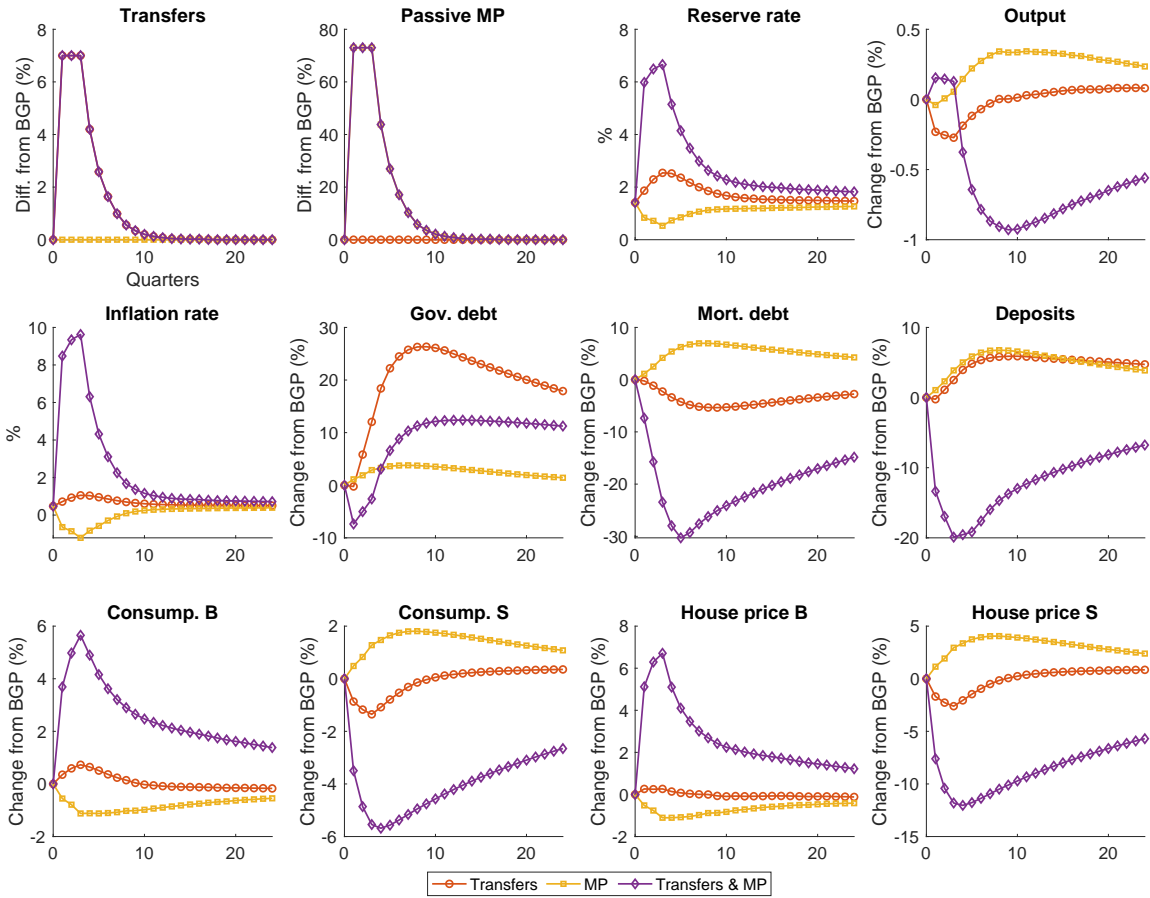 Transfers
Diff. from BGP (%)
8
6
4
2
0
0 10 20
Quarters
Passive MP
Diff. from BGP (%)
80
60
40
20
0
0 10 20
Reserve rate
%
8
6
4
2
0
0 10 20
Output
Change from BGP (%)
0.5
0
-0.5
-1
0 10 20
Inflation rate
%
10
8
6
4
2
0
0 10 20
Gov. debt
Change from BGP (%)
30
20
10
0
-10
0 10 20
Mort. debt
Change from BGP (%)
10
0
-10
-20
-30
0 10 20
Deposits
Change from BGP (%)
10
0
-10
-20
0 10 20
Consump. B
Change from BGP (%)
6
4
2
0
-2
0 10 20
Consump. S
Change from BGP (%)
2
0
-2
-4
-6
0 10 20
House price B
Change from BGP (%)
8
6
4
2
0
-2
0 10 20
House price S
Change from BGP (%)
5
0
-5
-10
-15
0 10 20
Transfers MP Transfers & MP